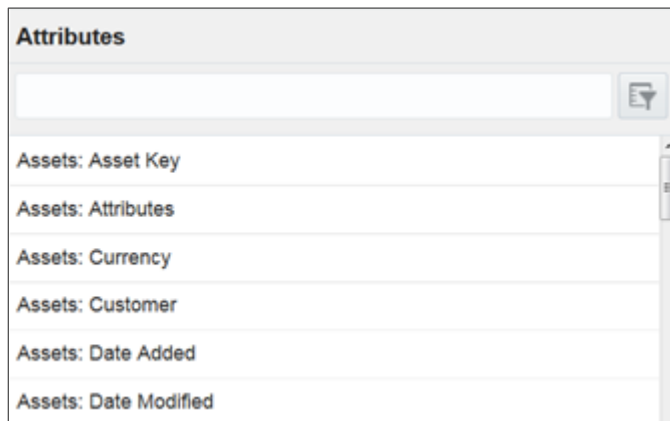 Attributes
Assets: Asset Key
Assets: Attributes
Assets: Currency
Assets: Customer
Assets: Date Added
Assets: Date Modified